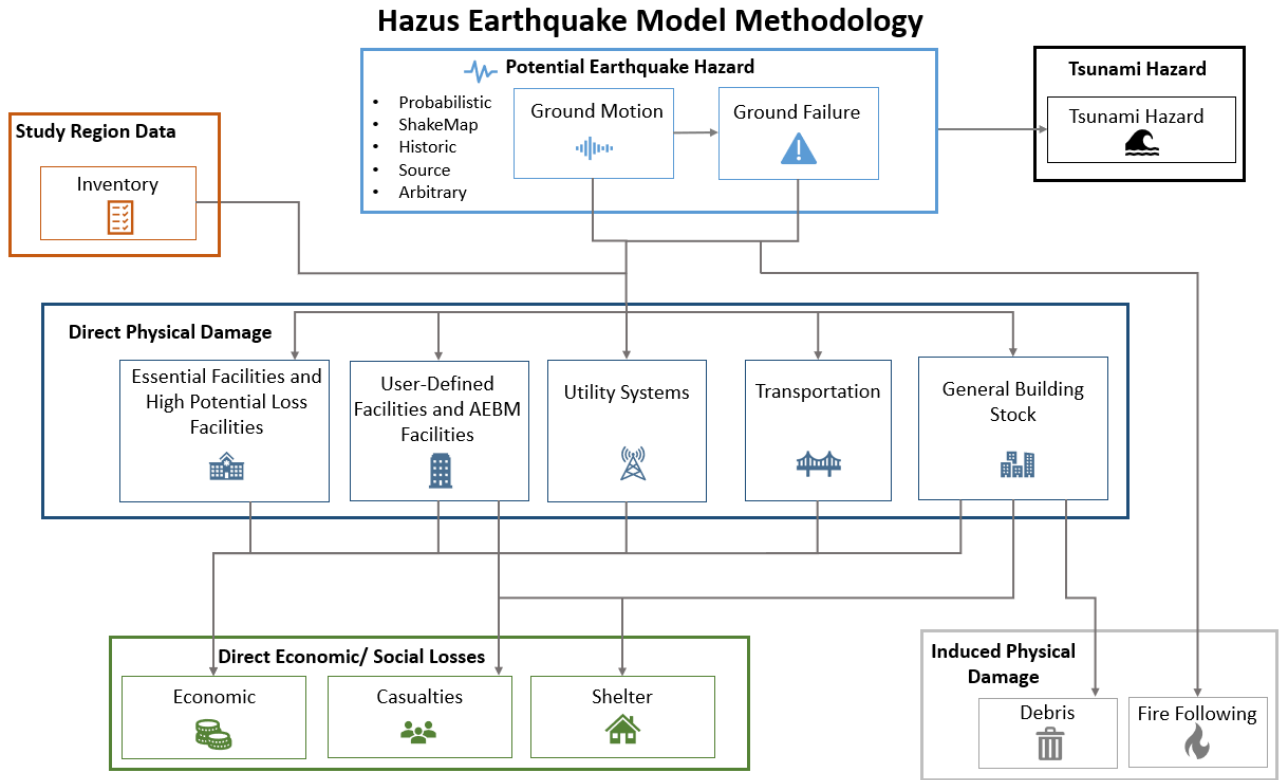 Hazus Earthquake Model Methodology
Potential Earthquake Hazard
• Probabilistic
• ShakeMap
• Historic
• Source
• Arbitrary
Ground Motion
Ground Failure
Tsunami Hazard
Tsunami Hazard
Study Region Data
Inventory
Direct Physical Damage
Essential Facilities and
High Potential Loss
Facilities
User-Defined
Facilities and AEBM
Facilities
Utility Systems
Transportation
General Building
Stock
Direct Economic/ Social Losses
Economic
Casualties
Shelter
Induced Physical
Damage
Debris
Fire Following